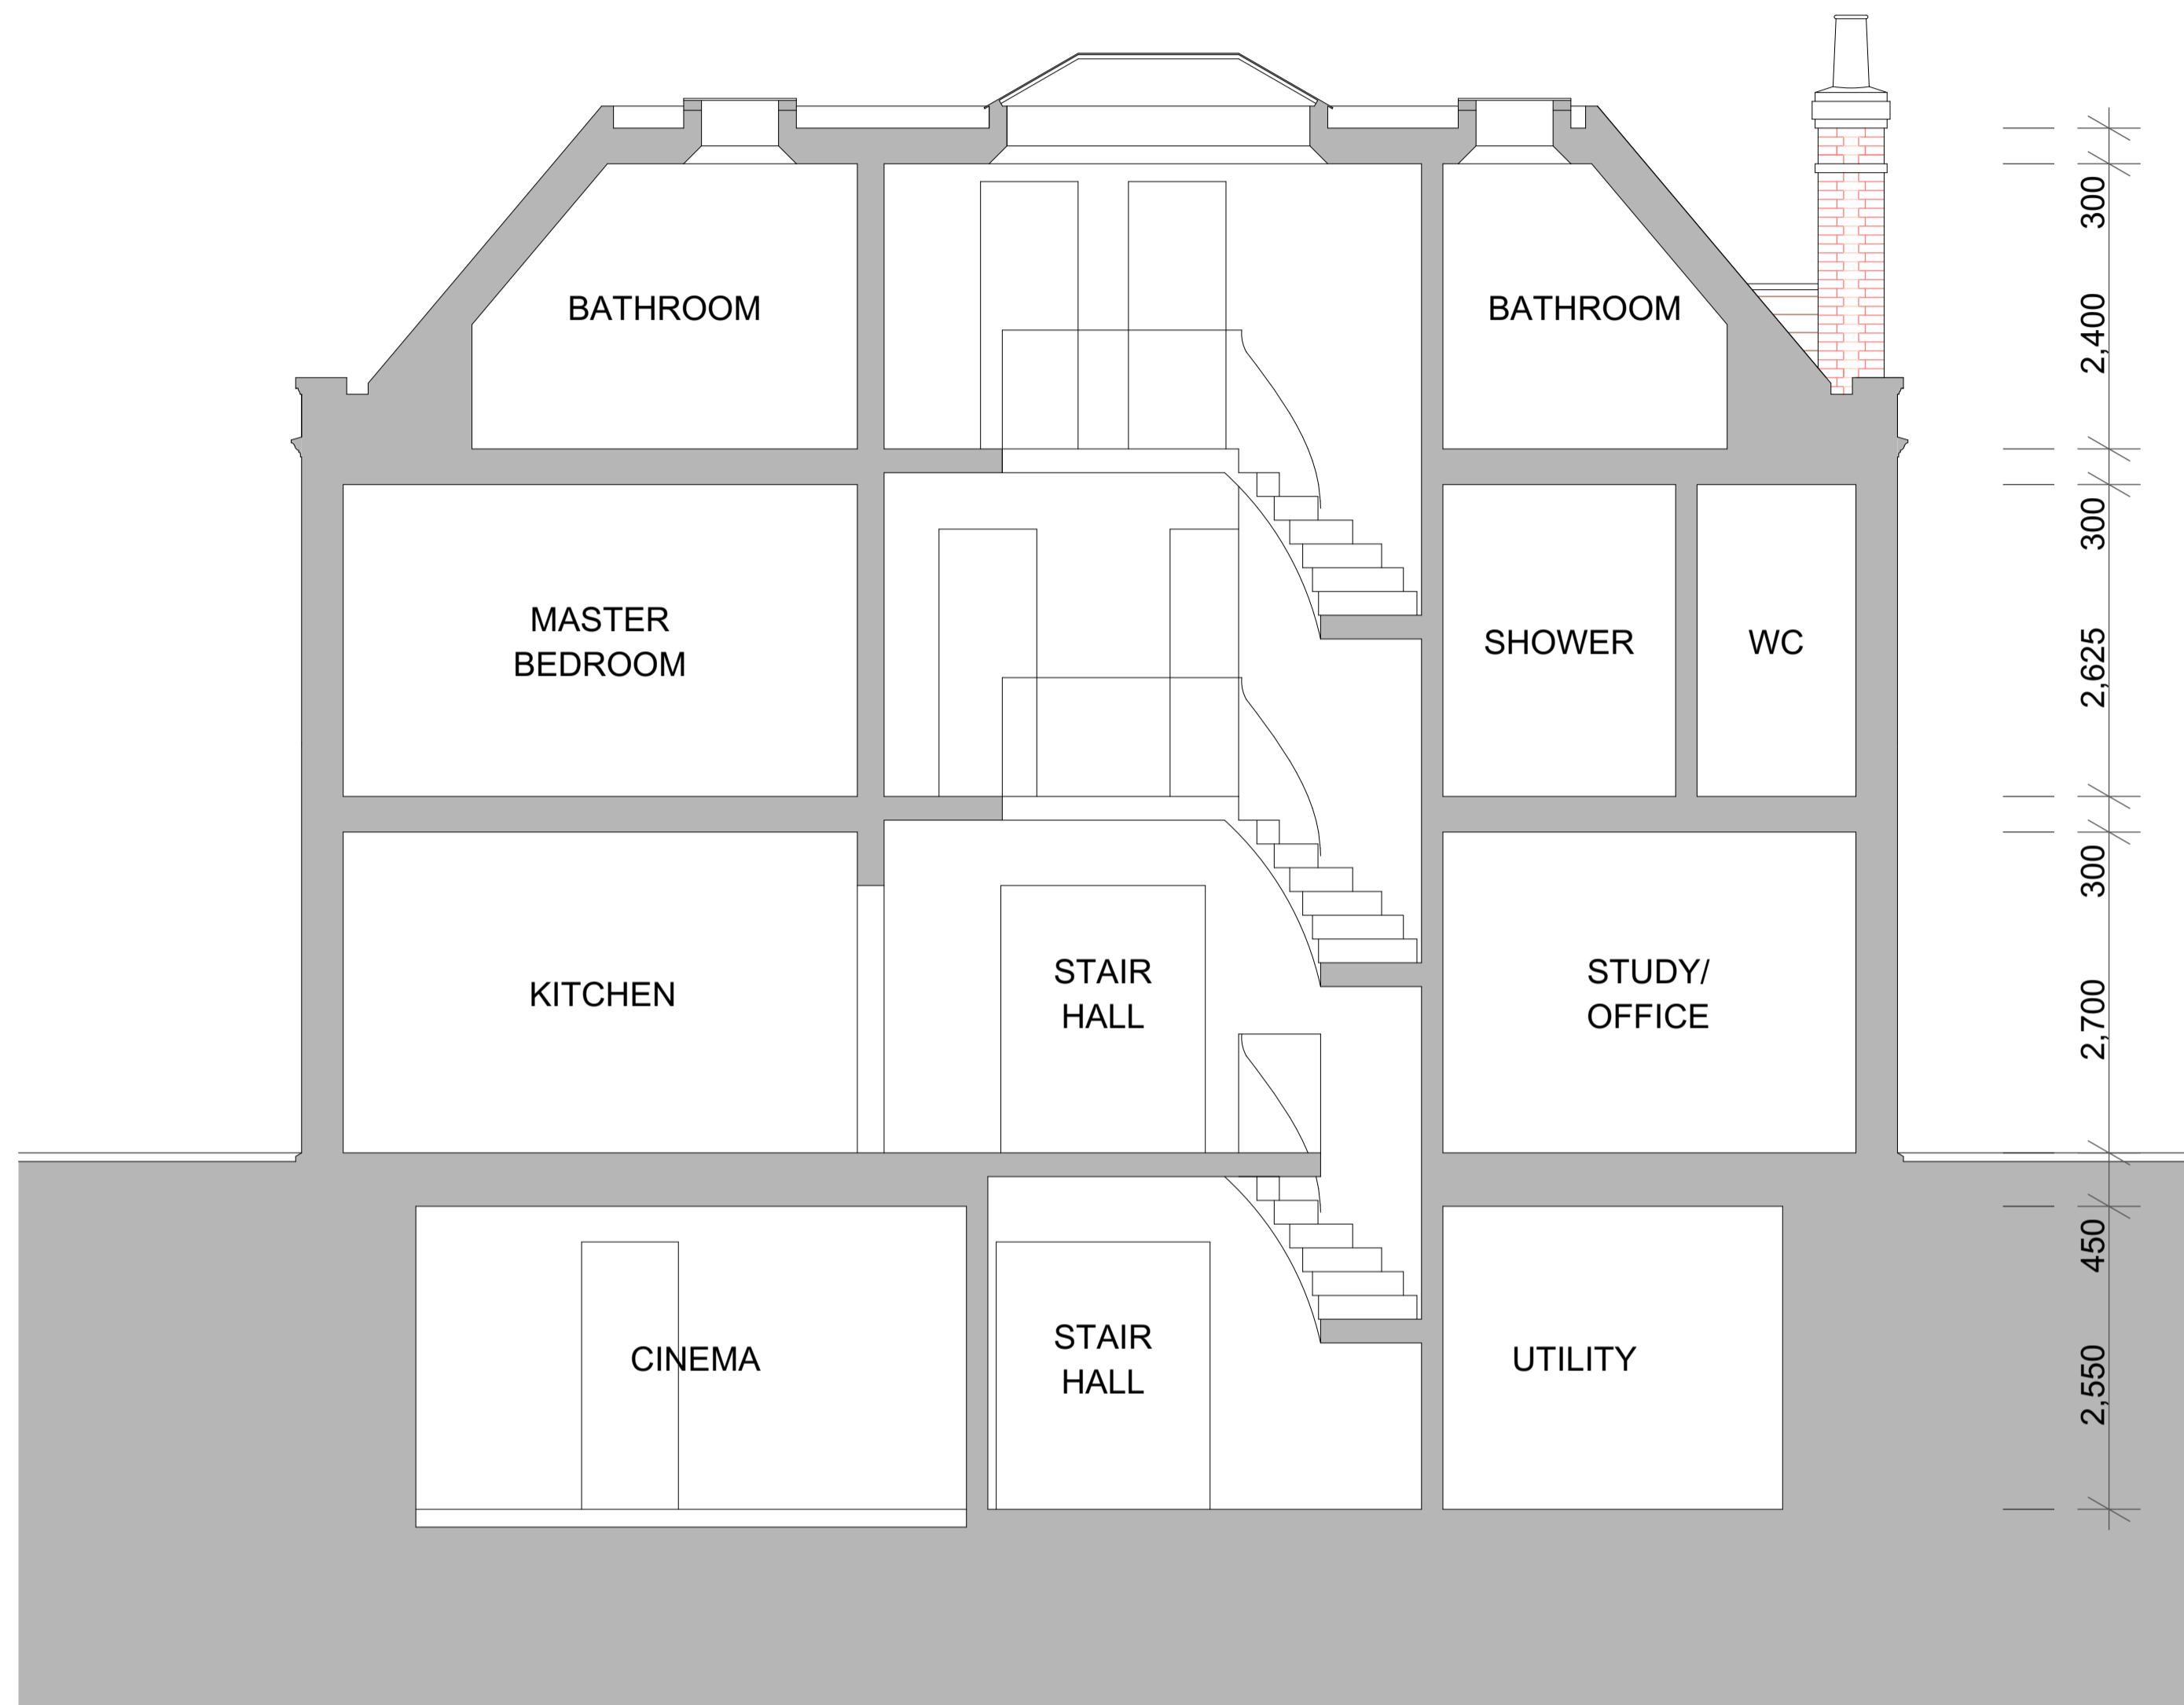 BATHROOM
BATHROOM
MASTER
BEDROOM
SHOWER
WC
KITCHEN
STAIR
HALL
STUDY/
OFFICE
CINEMA
STAIR
HALL
UTILITY
300
2,400
300
2,625
300
2,700
450
2,550